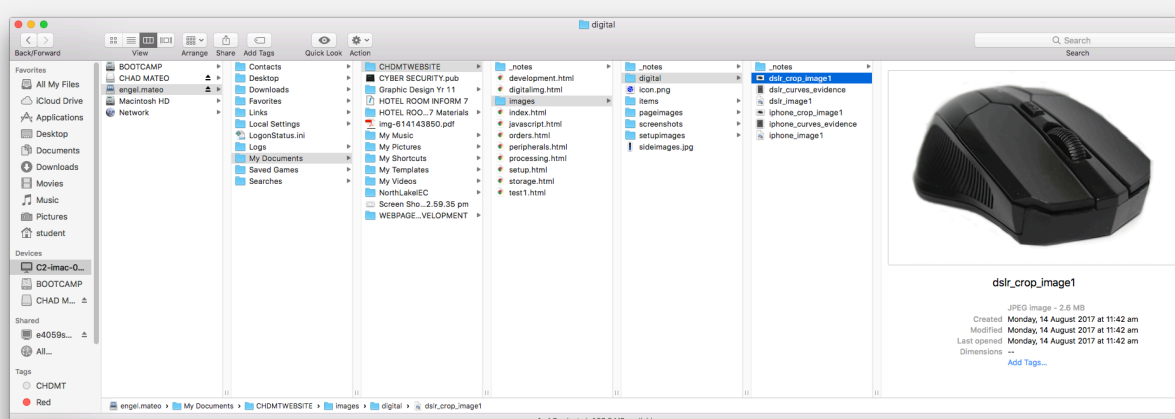 digital
Back/Forward
View
Arrange
Share
Add Tags
Quick Look
Action
Search
Search
Favorites
All My Files
iCloud Drive
Applications
Desktop
Documents
Downloads
Movies
Music
Pictures
student
Devices
C2-imac-0...
BOOTCAMP
CHAD M...
Shared
e4059s...
All...
Tags
CHDMT
Red
BOOTCAMP
CHAD MATEO
engel.mateo
Macintosh HD
Network
Contacts
Desktop
Downloads
Favorites
Links
Local Settings
LogonStatus.ini
Logs
My Documents
Saved Games
Searches
CHDMTWEBSITE
CYBER SECURITY.pub
Graphic Design Yr 11
HOTEL ROOM INFORM 7
HOTEL ROO...7 Materials
img-614143850.pdf
My Music
My Pictures
My Shortcuts
My Templates
My Videos
NorthLakeEC
Screen Sho...2.59.35 pm
WEBPAGE...VELOPMENT
_notes
development.html
digitalimg.html
images
index.html
javascript.html
orders.html
peripherals.html
processing.html
setup.html
storage.html
test1.html
_notes
digital
icon.png
items
pageimages
screenshots
setupimages
sideimages.jpg
_notes
dslr_crop_image1
dslr_curves_evidence
dslr_image1
iphone_crop_image1
iphone_curves_evidence
iphone_image1
dslr_crop_image1
JPEG image - 2.6 MB
Created Monday, 14 August 2017 at 11:42 am
Modified Monday, 14 August 2017 at 11:42 am
Last opened Monday, 14 August 2017 at 11:42 am
Dimensions --
Add Tags...
engel.mateo › My Documents › CHDMTWEBSITE › images › digital › dslr_crop_image1